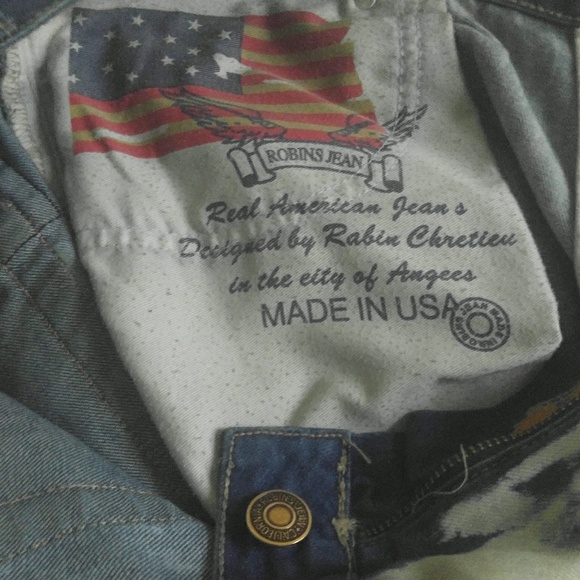 ROBINS JEAN
Real American Jean s
Designed by Rabin Chretieu
in the city of Angees
MADE IN USA